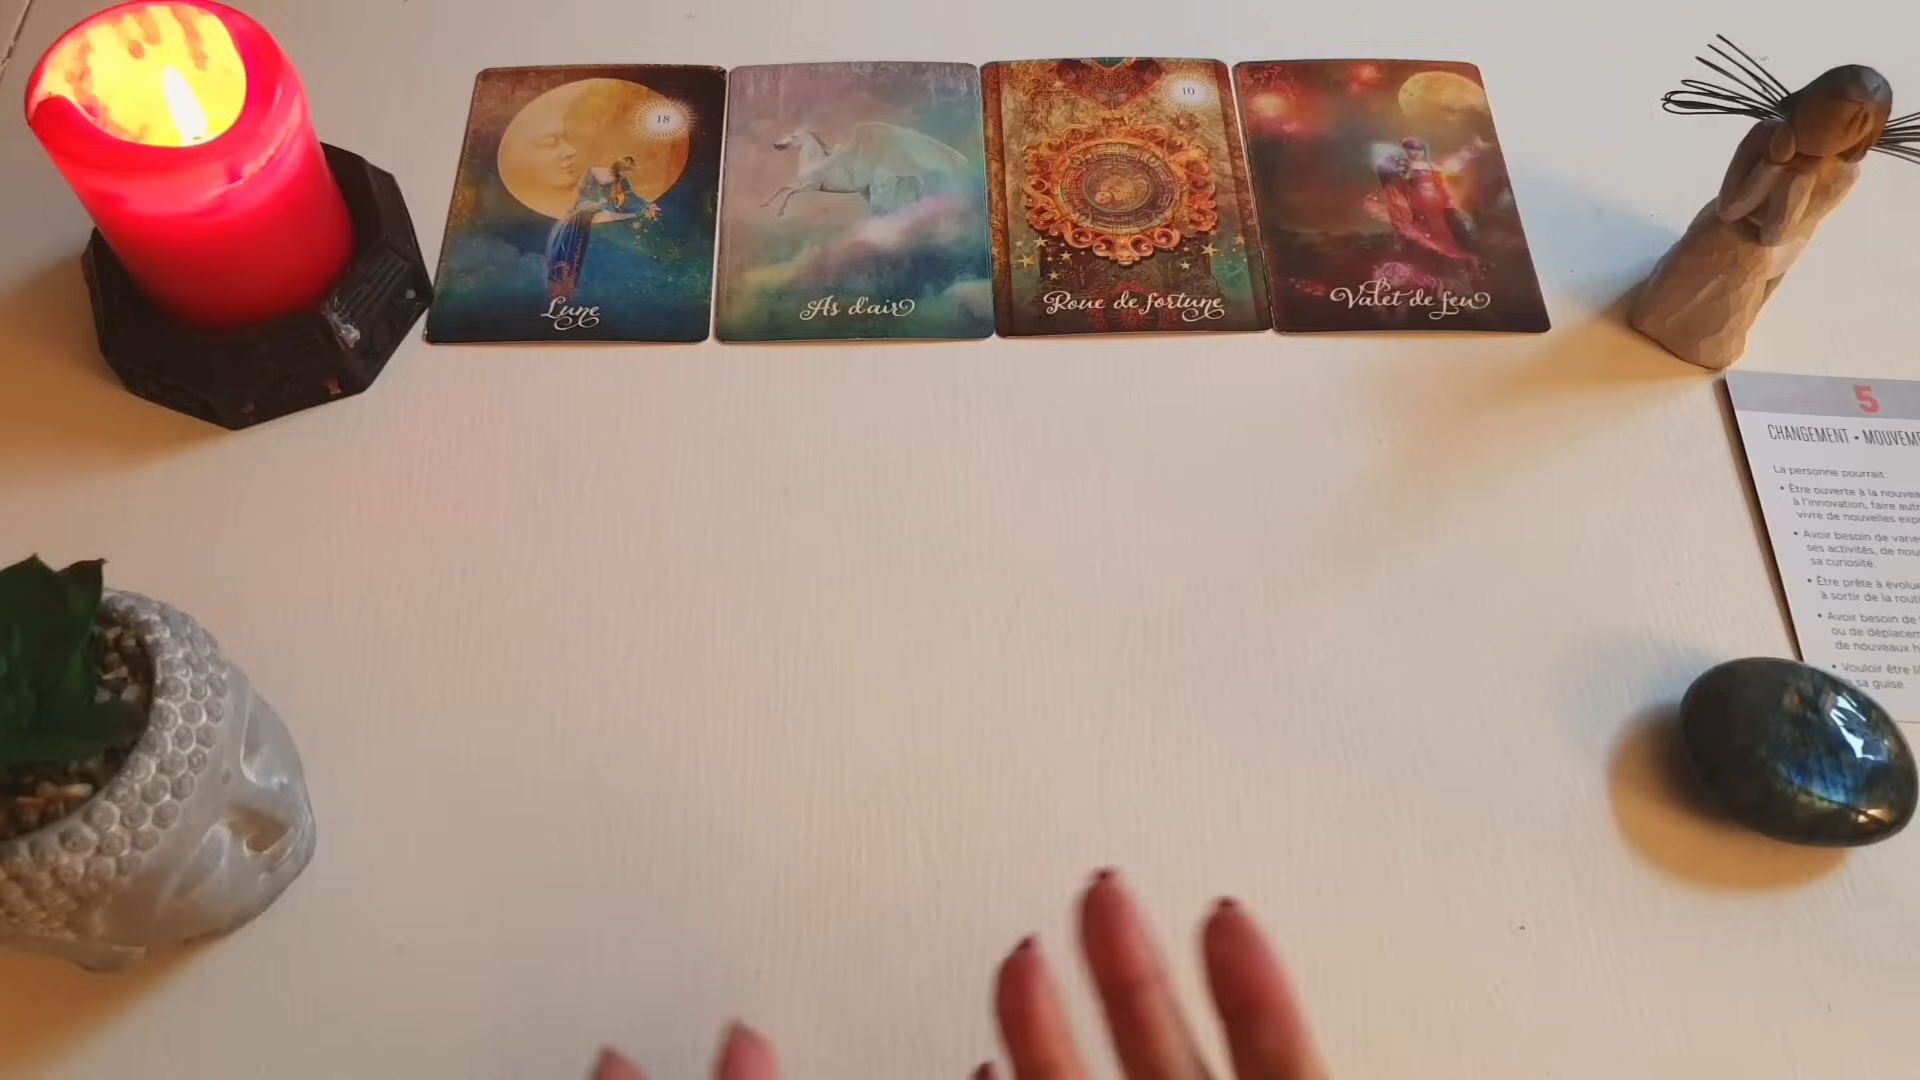 18
Lune
As d'air
10
Roue de fortune
Valet de feu
5
CHANGEMENT • MOUVEM
La personne pourrait:
• Être ouverte à la nouvea
à l'innovation, faire autr
vivre de nouvelles exp
• Avoir besoin de varie
ses activités, de nou
sa curiosité.
• Être prête à évolue
à sortir de la rout
• Avoir besoin de
ou de déplacem
de nouveaux h
• Vouloir être li
sa guise.